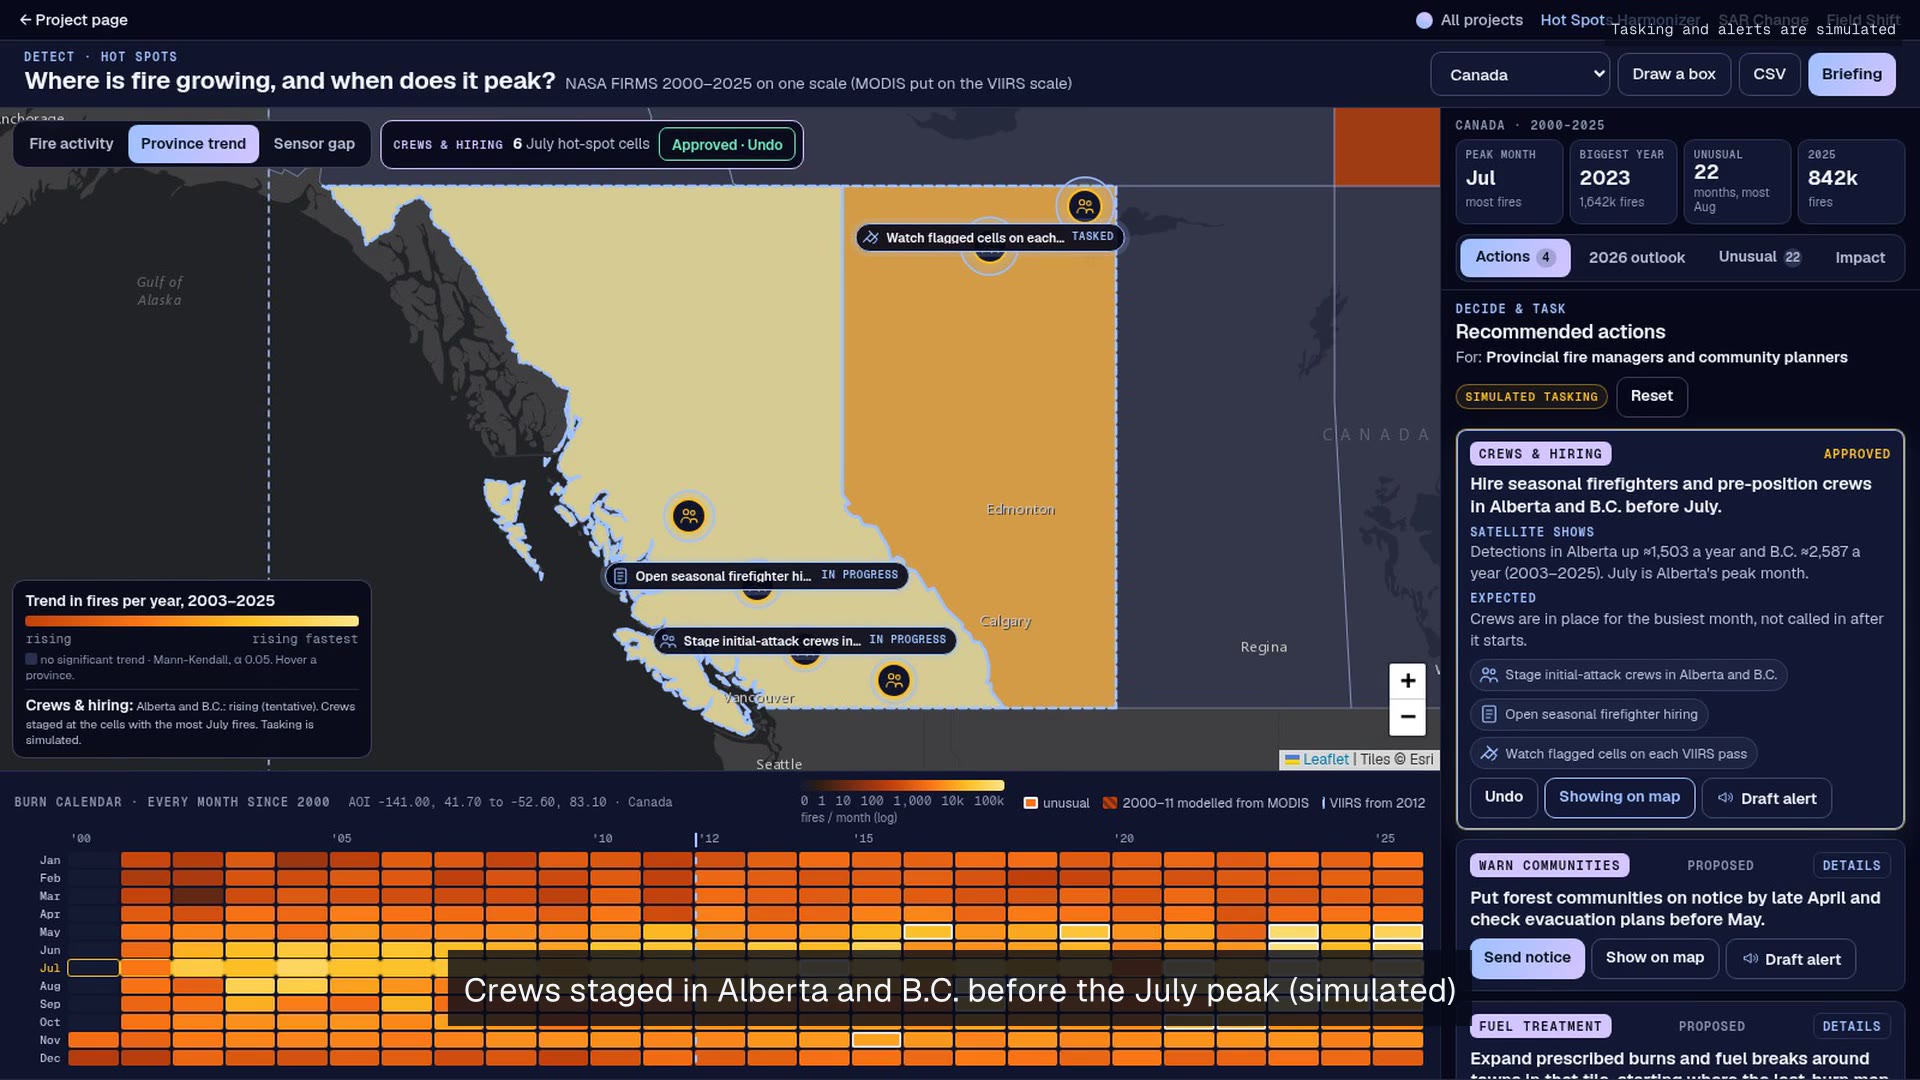 ← Project page
All projects
Hot Spots
Harmonizer
SAR Change
Field Shift
Tasking and alerts are simulated
DETECT · HOT SPOTS
Where is fire growing, and when does it peak?
NASA FIRMS 2000–2025 on one scale (MODIS put on the VIIRS scale)
Canada
Draw a box
CSV
Briefing
Fire activity
Province trend
Sensor gap
CREWS & HIRING 6 July hot-spot cells
Approved · Undo
Gulf of
Alaska
Watch flagged cells on each… TASKED
CANADA
Edmonton
Open seasonal firefighter hi… IN PROGRESS
Calgary
Stage initial-attack crews in… IN PROGRESS
Regina
Vancouver
Seattle
Trend in fires per year, 2003–2025
rising
rising fastest
no significant trend · Mann-Kendall, α 0.05. Hover a
province.
Crews & hiring: Alberta and B.C.: rising (tentative). Crews
staged at the cells with the most July fires. Tasking is
simulated.
+
−
Leaflet | Tiles © Esri
CANADA · 2000-2025
PEAK MONTH
Jul
most fires
BIGGEST YEAR
2023
1,642k fires
UNUSUAL
22
months, most
Aug
2025
842k
fires
Actions 4
2026 outlook
Unusual 22
Impact
DECIDE & TASK
Recommended actions
For: Provincial fire managers and community planners
SIMULATED TASKING
Reset
CREWS & HIRING
APPROVED
Hire seasonal firefighters and pre-position crews
in Alberta and B.C. before July.
SATELLITE SHOWS
Detections in Alberta up ≈1,503 a year and B.C. ≈2,587 a
year (2003–2025). July is Alberta's peak month.
EXPECTED
Crews are in place for the busiest month, not called in after
it starts.
Stage initial-attack crews in Alberta and B.C.
Open seasonal firefighter hiring
Watch flagged cells on each VIIRS pass
Undo
Showing on map
Draft alert
WARN COMMUNITIES
PROPOSED
DETAILS
Put forest communities on notice by late April and
check evacuation plans before May.
Send notice
Show on map
Draft alert
FUEL TREATMENT
PROPOSED
DETAILS
Expand prescribed burns and fuel breaks around
BURN CALENDAR · EVERY MONTH SINCE 2000
AOI -141.00, 41.70 to -52.60, 83.10 · Canada
0 1 10 100 1,000 10k 100k
fires / month (log)
unusual
2000–11 modelled from MODIS
VIIRS from 2012
'00 '05 '10 '12 '15 '20 '25
Jan
Feb
Mar
Apr
May
Jun
Jul
Aug
Sep
Oct
Nov
Dec
Crews staged in Alberta and B.C. before the July peak (simulated)